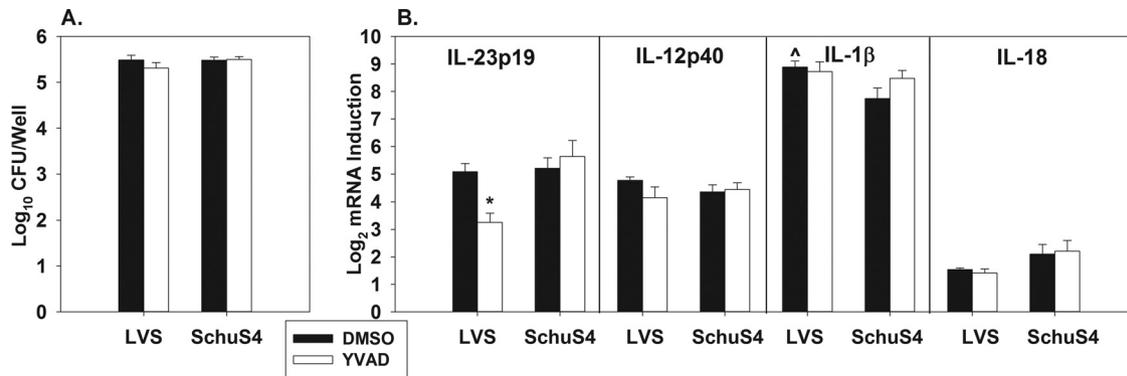 A.
Log10 CFU/Well
6
5
4
3
2
1
0
LVS SchuS4
DMSO
YVAD
B.
Log2 mRNA Induction
10
9
8
7
6
5
4
3
2
1
0
IL-23p19 IL-12p40 IL-1β IL-18
^
*
LVS SchuS4 LVS SchuS4 LVS SchuS4 LVS SchuS4